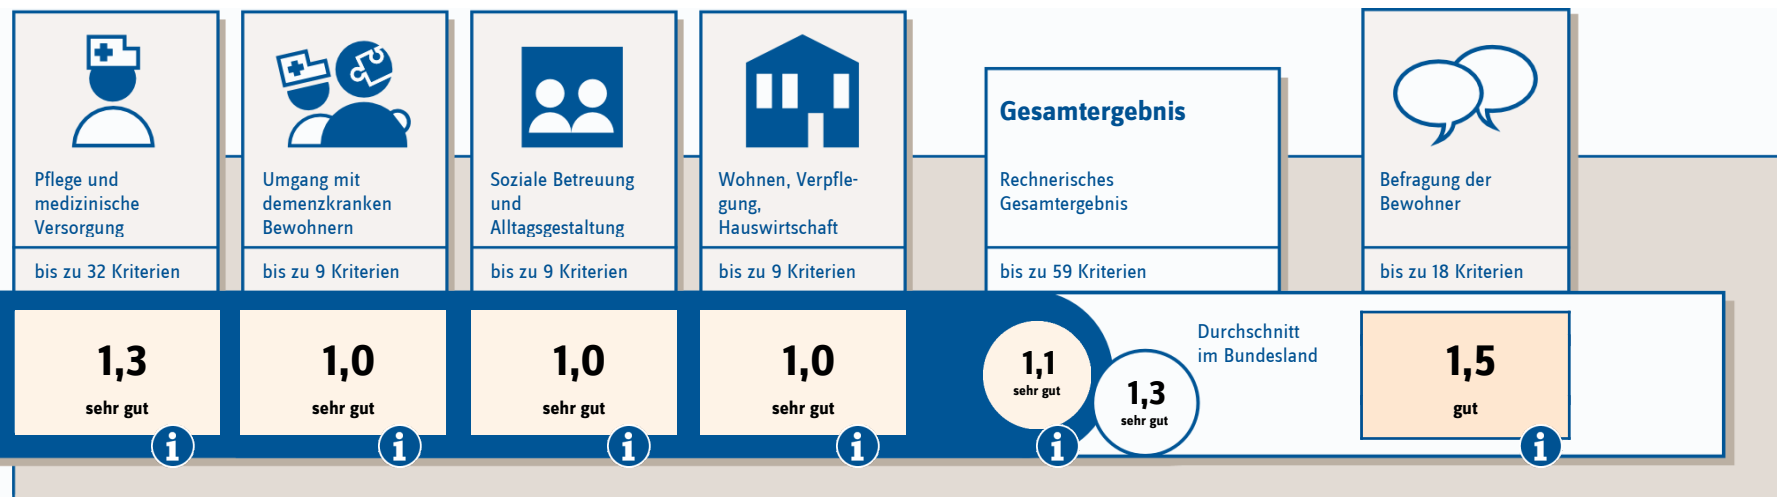 Pflege und
medizinische
Versorgung
bis zu 32 Kriterien
1,3
sehr gut
i
Umgang mit
demenzkranken
Bewohnern
bis zu 9 Kriterien
1,0
sehr gut
i
Soziale Betreuung
und
Alltagsgestaltung
bis zu 9 Kriterien
1,0
sehr gut
i
Wohnen, Verpfle-
gung,
Hauswirtschaft
bis zu 9 Kriterien
1,0
sehr gut
i
Gesamtergebnis
Rechnerisches
Gesamtergebnis
bis zu 59 Kriterien
1,1
sehr gut
i
1,3
sehr gut
Durchschnitt
im Bundesland
Befragung der
Bewohner
bis zu 18 Kriterien
1,5
gut
i